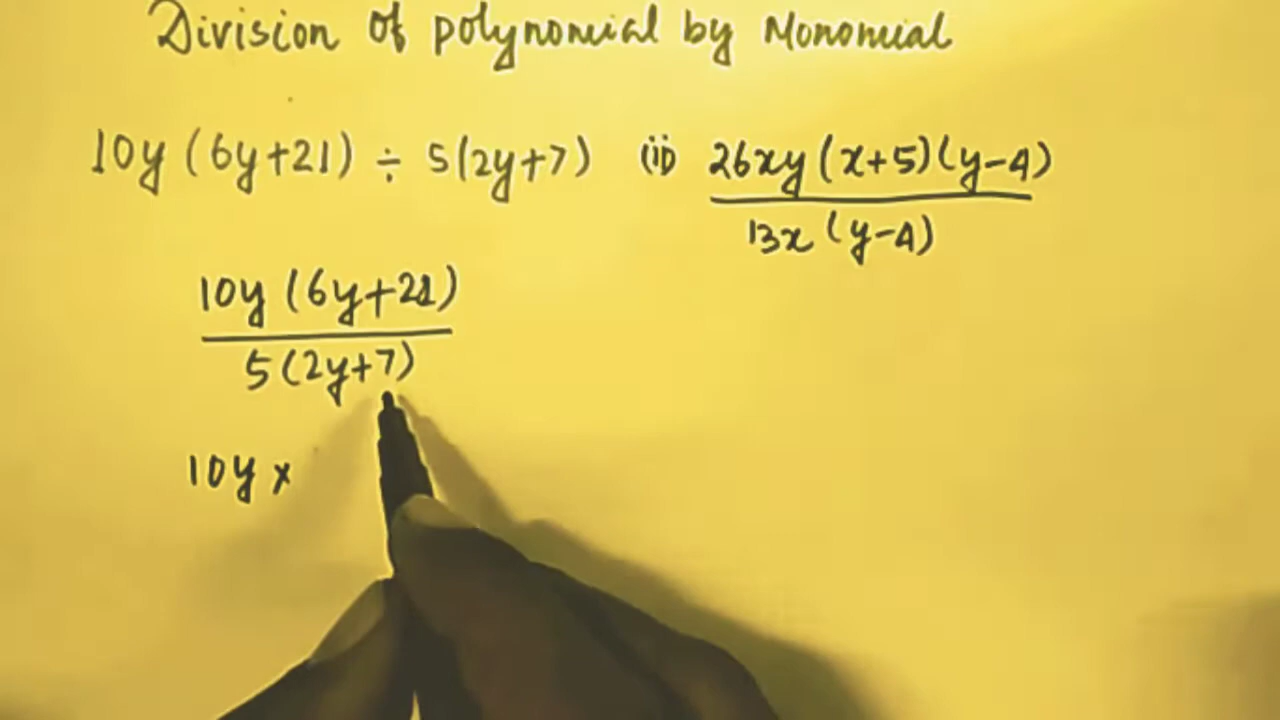 Division of polynomial by Monomial
10y (6y+21) ÷ 5(2y+7) (ii) 26xy (x+5)(y-4)
13x (y-4)
10y (6y+21)
5(2y+7)
10y ×